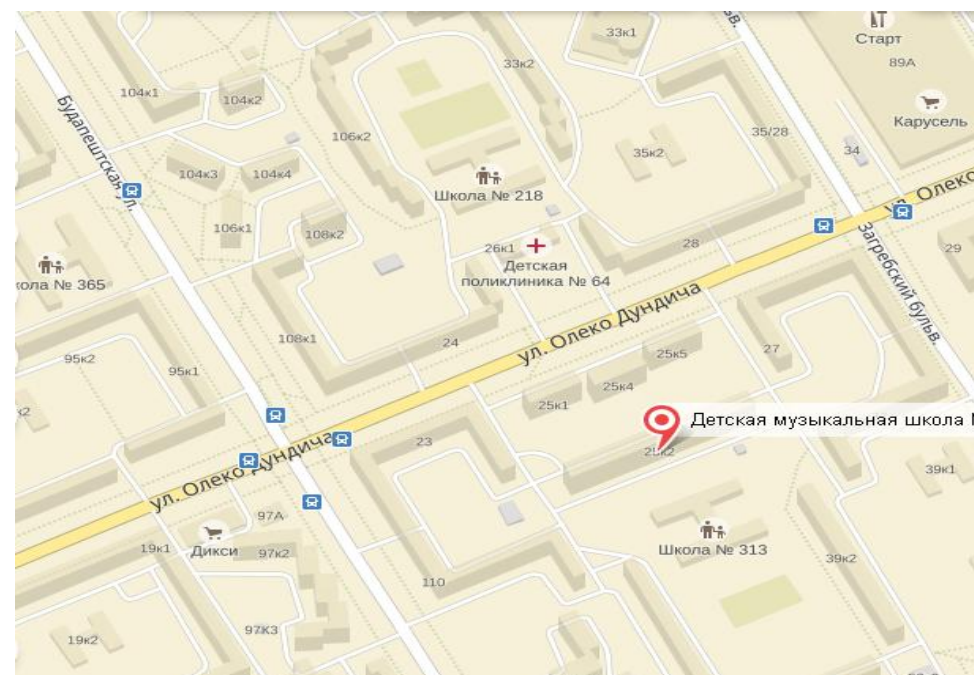 33к1
Старт
89А
33к2
104к1
104к2
Карусель
Будапештская ул.
106к2
35/28
34
35к2
104к3
104к4
Школа № 218
ул. Олеко
106к1
108к2
28
26к1
Детская
поликлиника № 64
Загребский бульв.
29
кола № 365
ул. Олеко Дундича
108к1
24
27
95к2
95к1
25к5
25к4
25к1
к2
Детская музыкальная школа
23
25к2
ул. Олеко Дундича
39к1
97А
19к1
Дикси
97к2
Школа № 313
39к2
110
97К3
19к2